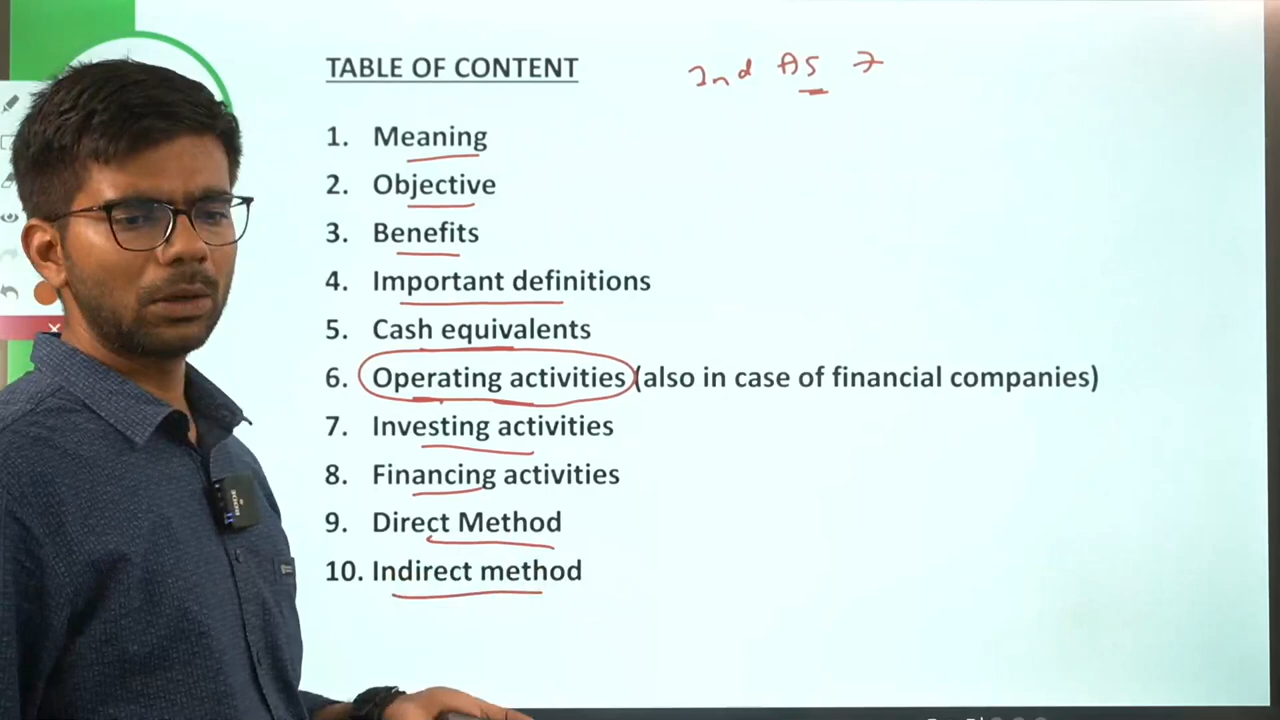 TABLE OF CONTENT
Ind AS 7
1. Meaning
2. Objective
3. Benefits
4. Important definitions
5. Cash equivalents
6. Operating activities (also in case of financial companies)
7. Investing activities
8. Financing activities
9. Direct Method
10. Indirect method